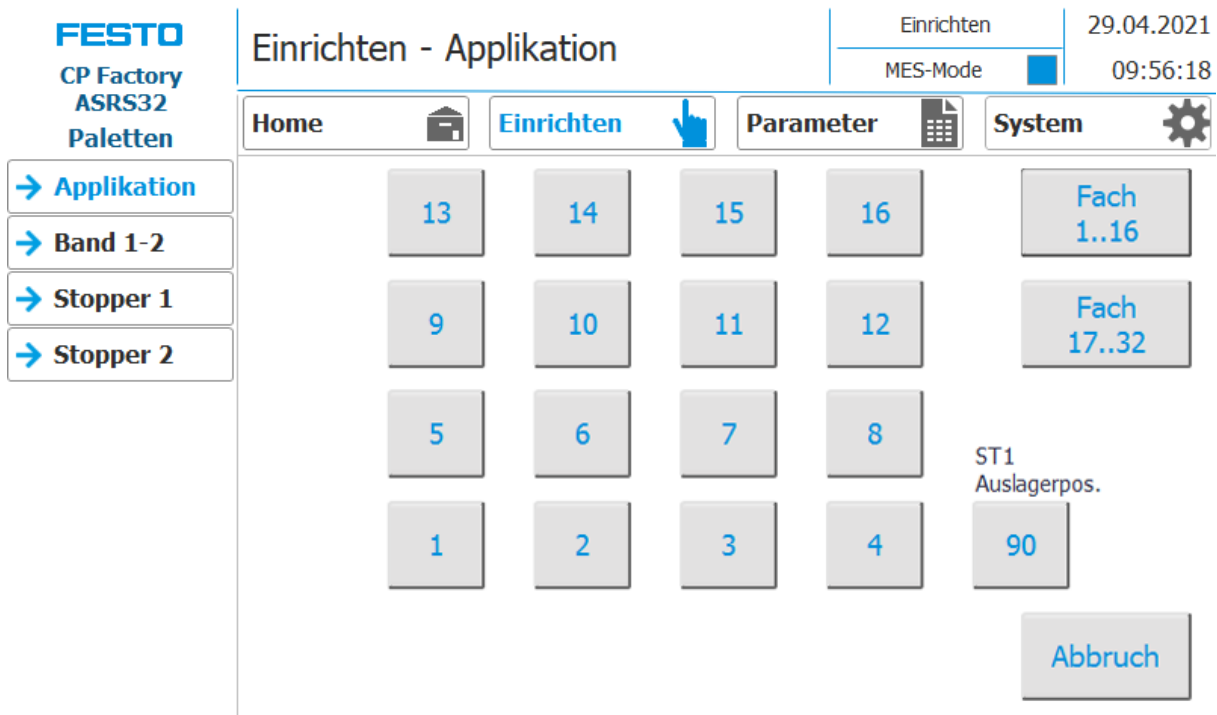 FESTO
CP Factory
ASRS32
Paletten
Einrichten - Applikation
Einrichten
MES-Mode
29.04.2021
09:56:18
Home
Einrichten
Parameter
System
Applikation
Band 1-2
Stopper 1
Stopper 2
13
14
15
16
Fach
1..16
9
10
11
12
Fach
17..32
5
6
7
8
ST1
Auslagerpos.
1
2
3
4
90
Abbruch